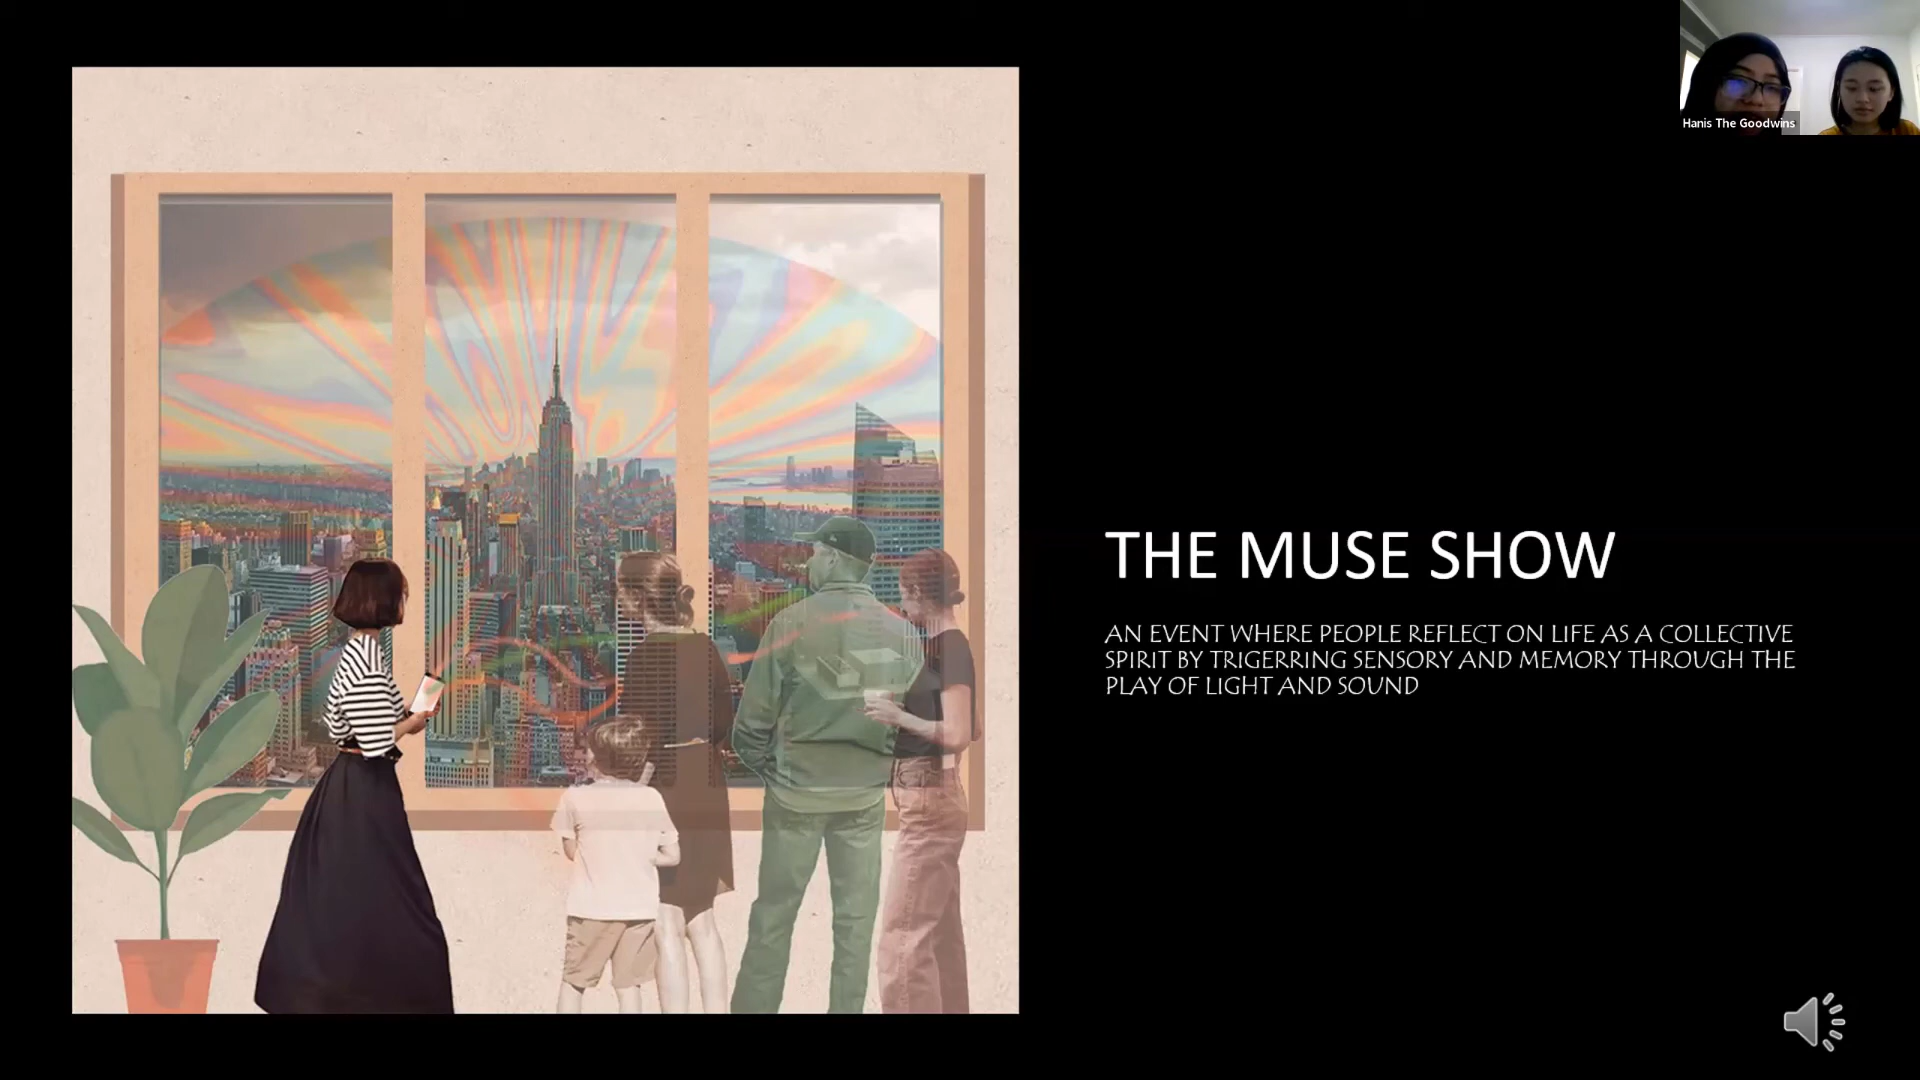 Hanis The Goodwins
THE MUSE SHOW
AN EVENT WHERE PEOPLE REFLECT ON LIFE AS A COLLECTIVE
SPIRIT BY TRIGERRING SENSORY AND MEMORY THROUGH THE
PLAY OF LIGHT AND SOUND